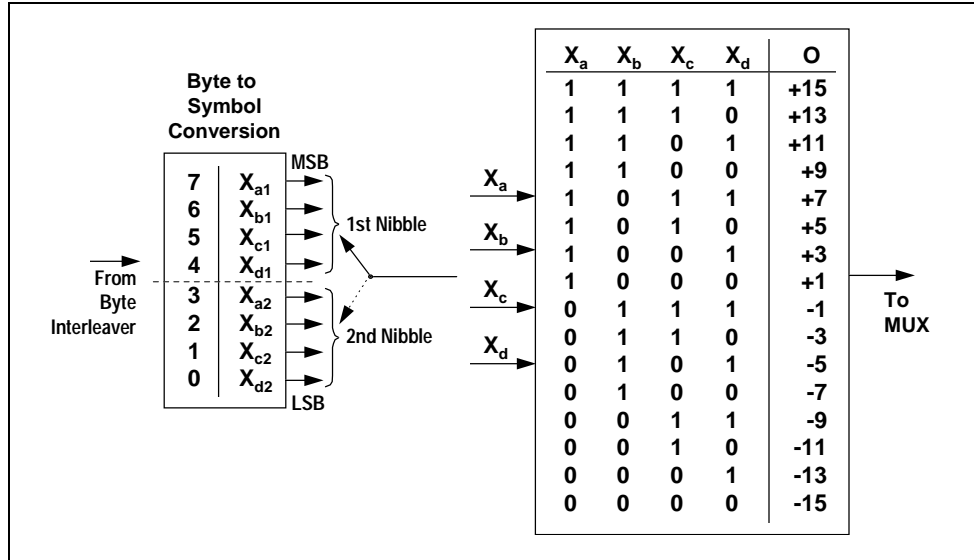 Byte to
Symbol
Conversion
From
Byte
Interleaver
7 Xa1
6 Xb1
5 Xc1
4 Xd1
3 Xa2
2 Xb2
1 Xc2
0 Xd2
MSB
1st Nibble
2nd Nibble
LSB
Xa
Xb
Xc
Xd
Xa Xb Xc Xd O
1 1 1 1 +15
1 1 1 0 +13
1 1 0 1 +11
1 1 0 0 +9
1 0 1 1 +7
1 0 1 0 +5
1 0 0 1 +3
1 0 0 0 +1
0 1 1 1 -1
0 1 1 0 -3
0 1 0 1 -5
0 1 0 0 -7
0 0 1 1 -9
0 0 1 0 -11
0 0 0 1 -13
0 0 0 0 -15
To
MUX